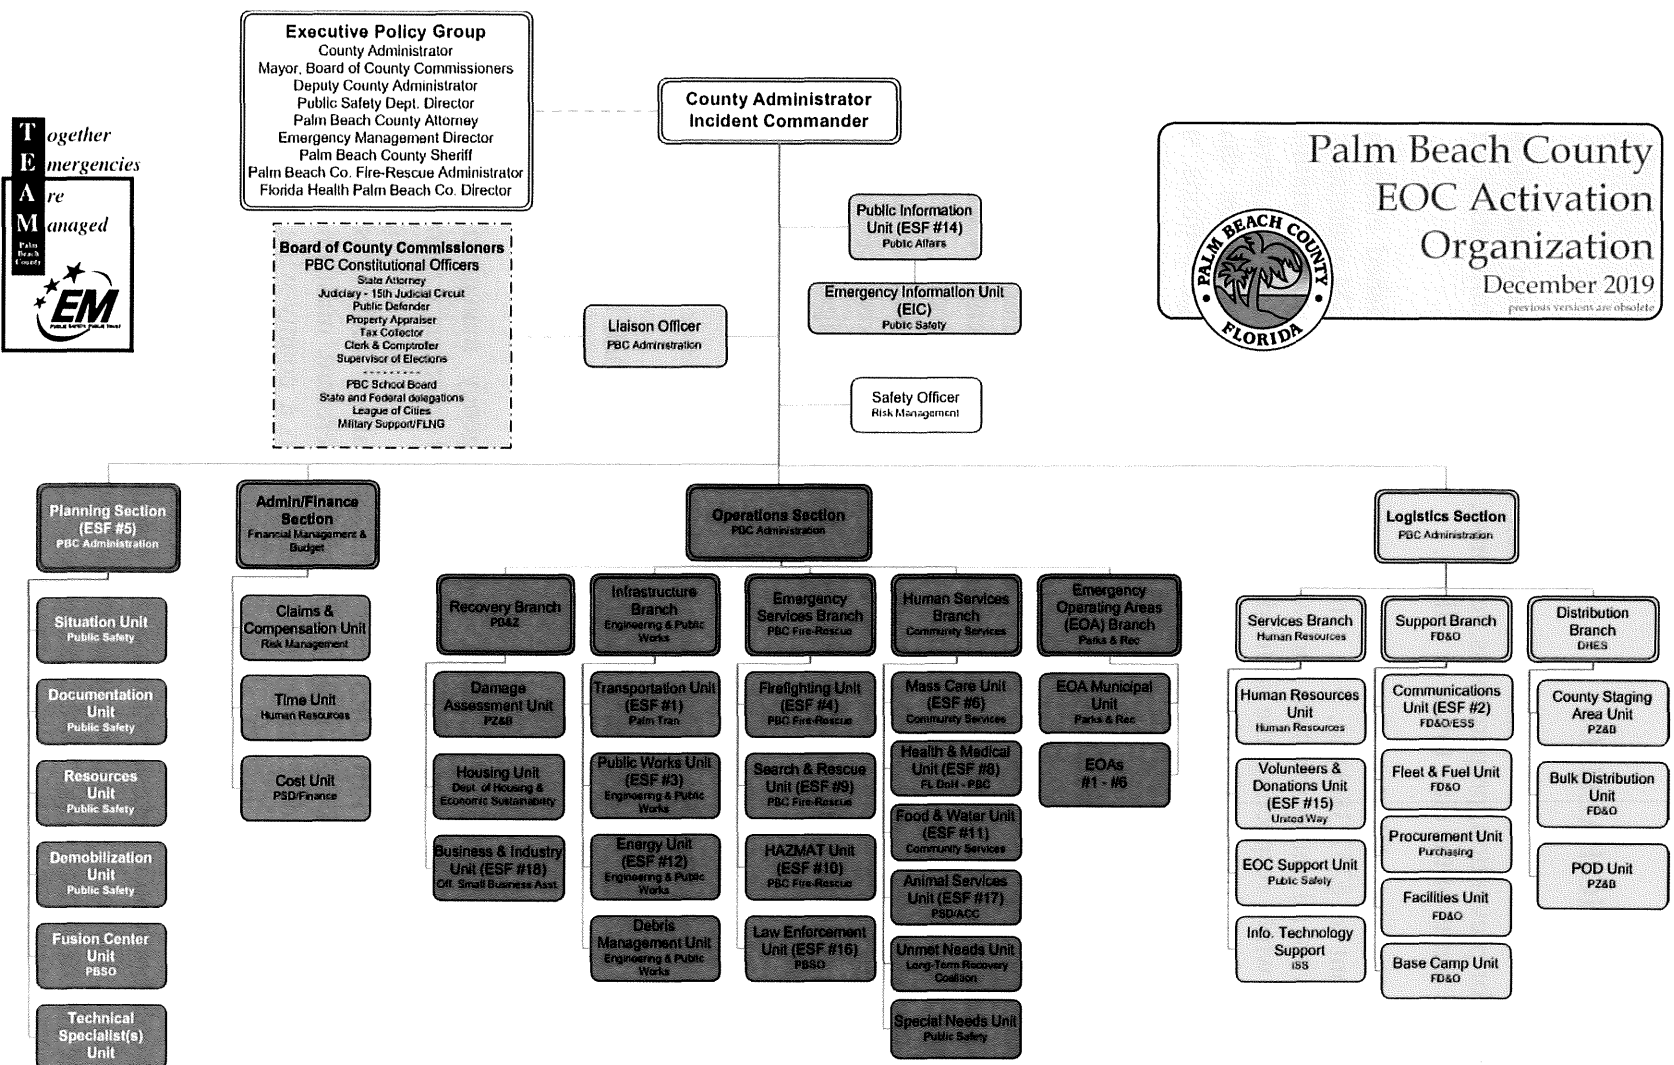 Together
Emergencies
Are
Managed
Palm
Beach
County
EM
Executive Policy Group
County Administrator
Mayor, Board of County Commissioners
Deputy County Administrator
Public Safety Dept. Director
Palm Beach County Attorney
Emergency Management Director
Palm Beach County Sheriff
Palm Beach Co. Fire-Rescue Administrator
Florida Health Palm Beach Co. Director
County Administrator
Incident Commander
Palm Beach County
EOC Activation
Organization
December 2019
previous versions are obsolete
PALM BEACH COUNTY
FLORIDA
Board of County Commissioners
PBC Constitutional Officers
State Attorney
Judiciary - 15th Judicial Circuit
Public Defender
Property Appraiser
Tax Collector
Clerk & Comptroller
Supervisor of Elections
---------
PBC School Board
State and Federal delegations
League of Cities
Military Support/FLNG
Public Information
Unit (ESF #14)
Public Affairs
Emergency Information Unit
(EIC)
Public Safety
Liaison Officer
PBC Administration
Safety Officer
Risk Management
Planning Section
(ESF #5)
PBC Administration
Situation Unit
Public Safety
Documentation
Unit
Public Safety
Resources
Unit
Public Safety
Demobilization
Unit
Public Safety
Fusion Center
Unit
PBSO
Technical
Specialist(s)
Unit
Admin/Finance
Section
Financial Management &
Budget
Claims &
Compensation Unit
Risk Management
Time Unit
Human Resources
Cost Unit
PSD/Finance
Operations Section
PBC Administration
Recovery Branch
PB&Z
Damage
Assessment Unit
PZ&B
Housing Unit
Dept. of Housing &
Economic Sustainability
Business & Industry
Unit (ESF #18)
Off. Small Business Asst.
Infrastructure
Branch
Engineering & Public
Works
Transportation Unit
(ESF #1)
Palm Tran
Public Works Unit
(ESF #3)
Engineering & Public
Works
Energy Unit
(ESF #12)
Engineering & Public
Works
Debris
Management Unit
Engineering & Public
Works
Emergency
Services Branch
PBC Fire-Rescue
Firefighting Unit
(ESF #4)
PBC Fire-Rescue
Search & Rescue
Unit (ESF #9)
PBC Fire-Rescue
HAZMAT Unit
(ESF #10)
PBC Fire-Rescue
Law Enforcement
Unit (ESF #16)
PBSO
Human Services
Branch
Community Services
Mass Care Unit
(ESF #6)
Community Services
Health & Medical
Unit (ESF #8)
FL DoH - PBC
Food & Water Unit
(ESF #11)
Community Services
Animal Services
Unit (ESF #17)
PSD/ACC
Unmet Needs Unit
Long-Term Recovery
Coalition
Special Needs Unit
Public Safety
Emergency
Operating Areas
(EOA) Branch
Parks & Rec
EOA Municipal
Unit
Parks & Rec
EOAs
#1 - #6
Logistics Section
PBC Administration
Services Branch
Human Resources
Human Resources
Unit
Human Resources
Volunteers &
Donations Unit
(ESF #15)
United Way
EOC Support Unit
Public Safety
Info. Technology
Support
ISS
Support Branch
FD&O
Communications
Unit (ESF #2)
FD&O/ESS
Fleet & Fuel Unit
FD&O
Procurement Unit
Purchasing
Facilities Unit
FD&O
Base Camp Unit
FD&O
Distribution
Branch
DHES
County Staging
Area Unit
PZ&B
Bulk Distribution
Unit
FD&O
POD Unit
PZ&B